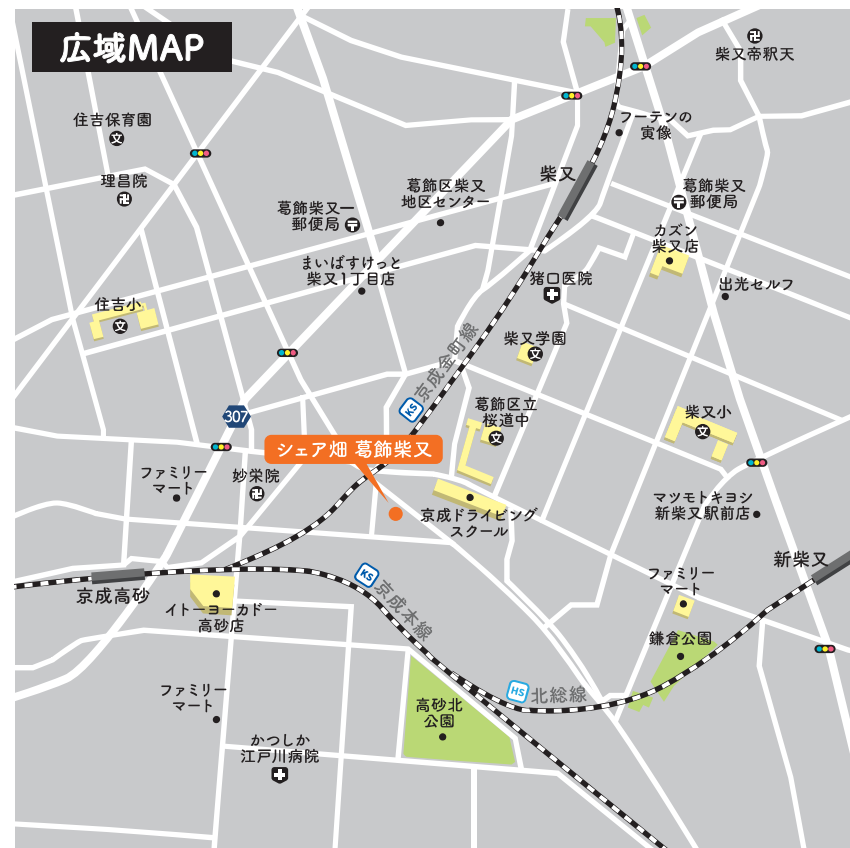 広域MAP
柴又帝釈天
フーテンの
寅像
住吉保育園
文
理昌院
柴又
葛飾区柴又
地区センター
葛飾柴又一
郵便局
葛飾柴又
郵便局
カズン
柴又店
まいばすけっと
柴又1丁目店
猪口医院
出光セルフ
住吉小
文
柴又学園
文
京成金町線
KS
307
葛飾区立
桜道中
文
柴又小
文
シェア畑 葛飾柴又
ファミリー
マート
妙栄院
京成ドライビング
スクール
マツモトキヨシ
新柴又駅前店
新柴又
京成高砂
KS
京成本線
イトーヨーカドー
高砂店
ファミリー
マート
鎌倉公園
HS
北総線
ファミリー
マート
高砂北
公園
かつしか
江戸川病院